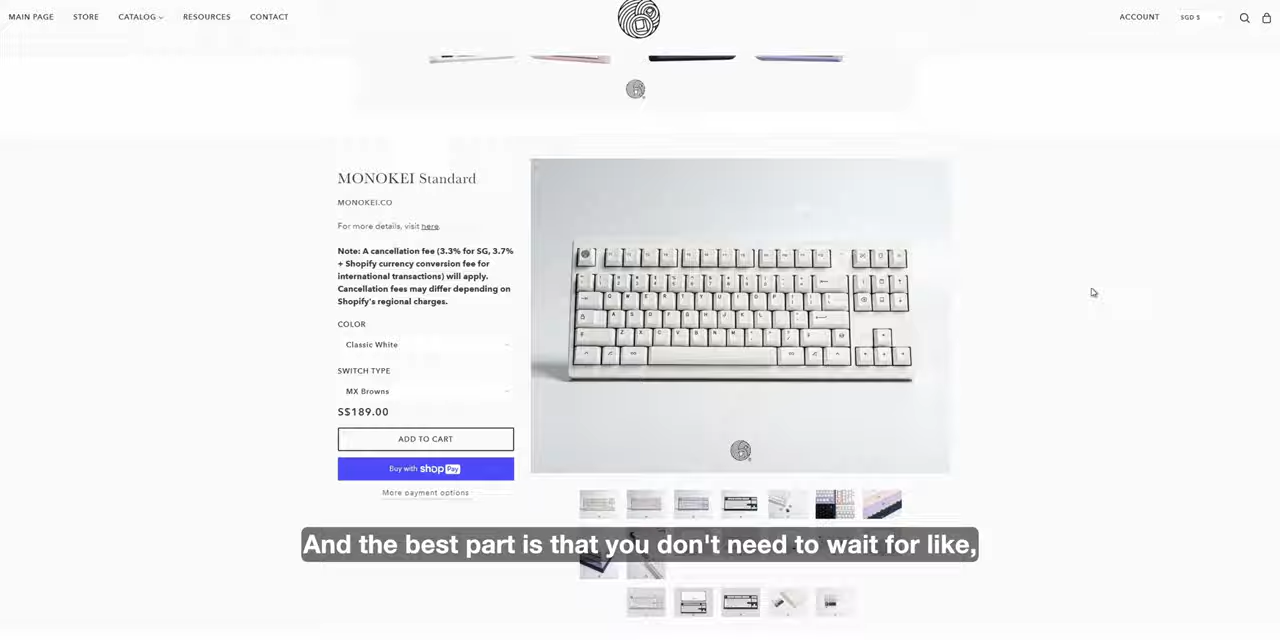 MAIN PAGE STORE CATALOG RESOURCES CONTACT
ACCOUNT SGD $
MONOKEI Standard
MONOKEI.CO
For more details, visit here.
Note: A cancellation fee (3.3% for SG, 3.7%
+ Shopify currency conversion fee for
international transactions) will apply.
Cancellation fees may differ depending on
Shopify's regional charges.
COLOR
Classic White
SWITCH TYPE
MX Browns
S$189.00
ADD TO CART
Buy with shop Pay
More payment options
And the best part is that you don't need to wait for like,